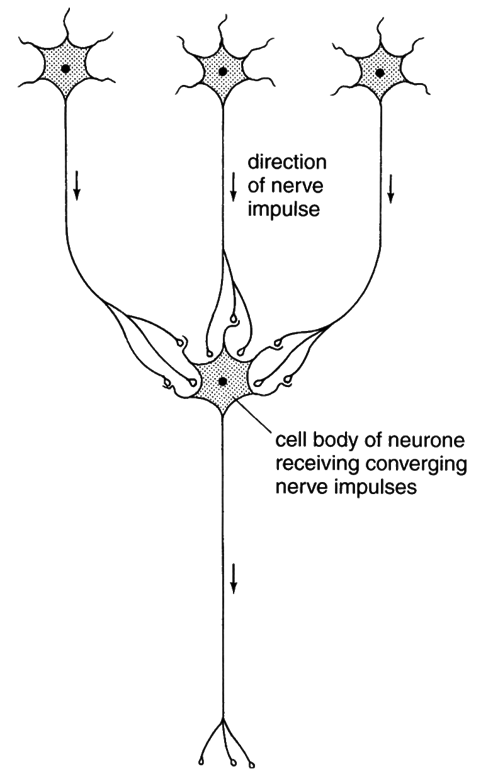 direction
of nerve
impulse
cell body of neurone
receiving converging
nerve impulses